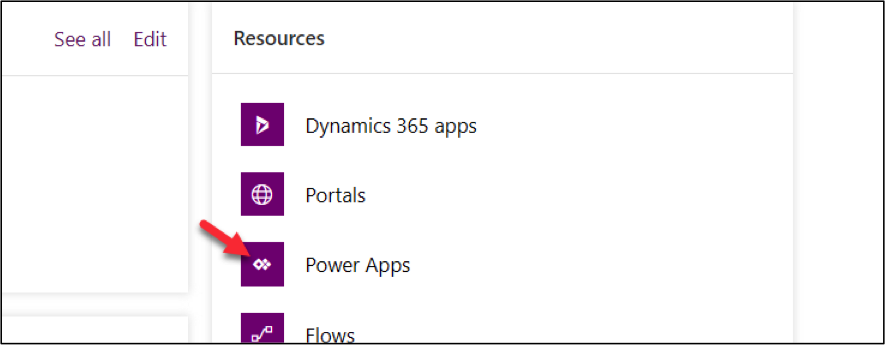 See all Edit
Resources
Dynamics 365 apps
Portals
Power Apps
Flows